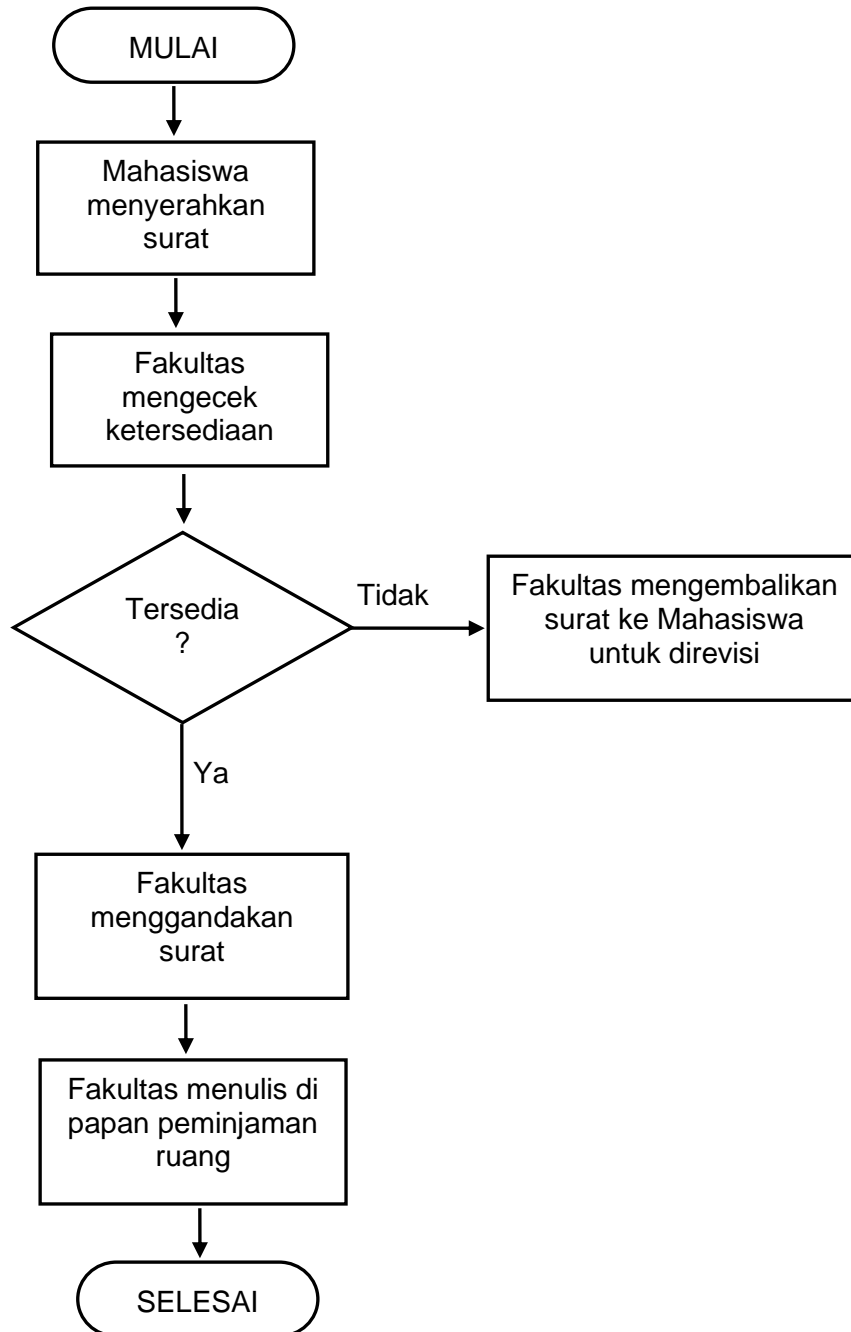 MULAI
Mahasiswa
menyerahkan
surat
Fakultas
mengecek
ketersediaan
Tersedia
?
Tidak
Fakultas mengembalikan
surat ke Mahasiswa
untuk direvisi
Ya
Fakultas
menggandakan
surat
Fakultas menulis di
papan peminjaman
ruang
SELESAI